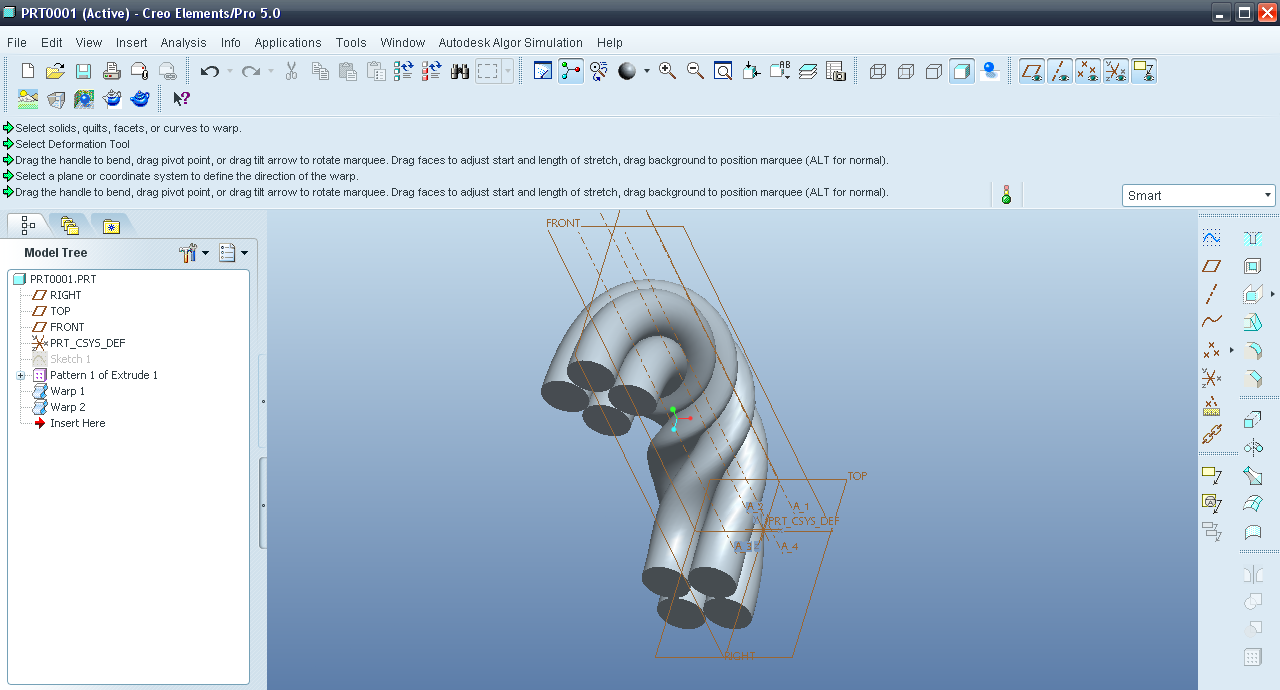 PRT0001 (Active) - Creo Elements/Pro 5.0
File Edit View Insert Analysis Info Applications Tools Window Autodesk Algor Simulation Help
Select solids, quilts, facets, or curves to warp.
Select Deformation Tool
Drag the handle to bend, drag pivot point, or drag tilt arrow to rotate marquee. Drag faces to adjust start and length of stretch, drag background to position marquee (ALT for normal).
Select a plane or coordinate system to define the direction of the warp.
Drag the handle to bend, drag pivot point, or drag tilt arrow to rotate marquee. Drag faces to adjust start and length of stretch, drag background to position marquee (ALT for normal).
Smart
Model Tree
PRT0001.PRT
RIGHT
TOP
FRONT
PRT_CSYS_DEF
Sketch 1
Pattern 1 of Extrude 1
Warp 1
Warp 2
Insert Here
FRONT
TOP
A_2 A_1
PRT_CSYS_DEF
A_3 A_4
RIGHT